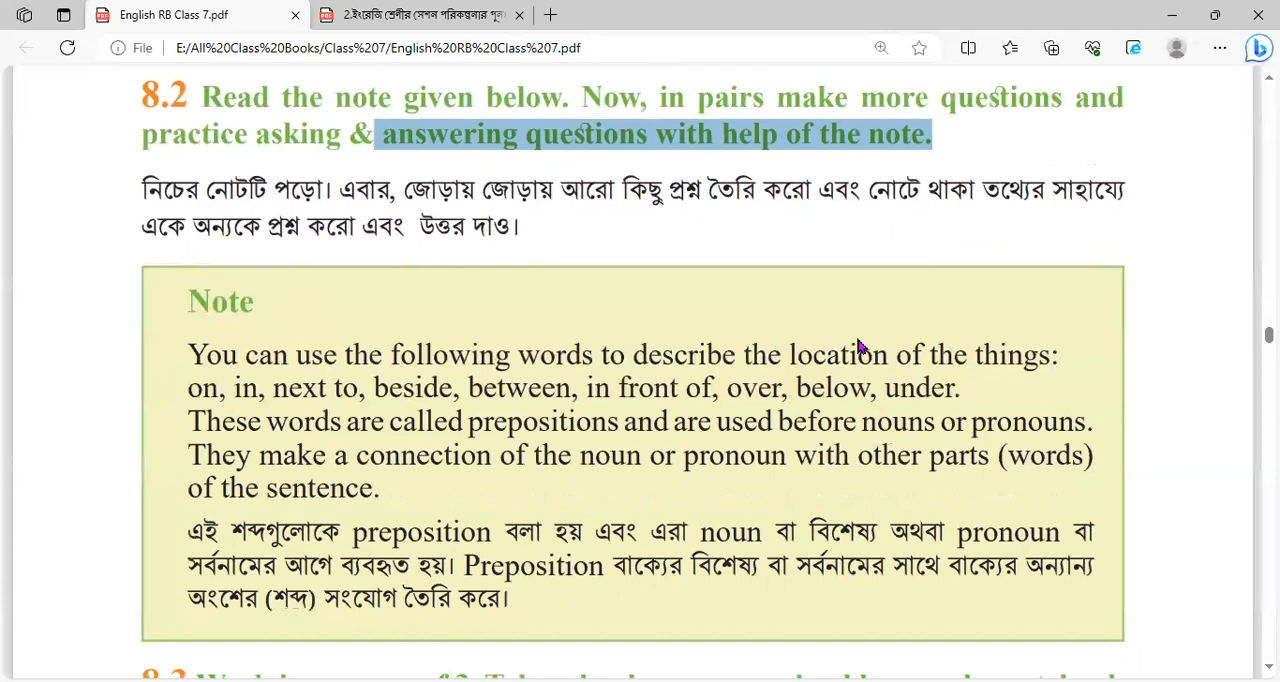 English RB Class 7.pdf
2.ইংরেজি শ্রেণীর সেশন পরিকল্পনার পুন
File
E:/All%20Class%20Books/Class%207/English%20RB%20Class%207.pdf
8.2 Read the note given below. Now, in pairs make more questions and
practice asking & answering questions with help of the note.
নিচের নোটটি পড়ো। এবার, জোড়ায় জোড়ায় আরো কিছু প্রশ্ন তৈরি করো এবং নোটে থাকা তথ্যের সাহায্যে
একে অন্যকে প্রশ্ন করো এবং উত্তর দাও।
Note
You can use the following words to describe the location of the things:
on, in, next to, beside, between, in front of, over, below, under.
These words are called prepositions and are used before nouns or pronouns.
They make a connection of the noun or pronoun with other parts (words)
of the sentence.
এই শব্দগুলোকে preposition বলা হয় এবং এরা noun বা বিশেষ্য অথবা pronoun বা
সর্বনামের আগে ব্যবহৃত হয়। Preposition বাক্যের বিশেষ্য বা সর্বনামের সাথে বাক্যের অন্যান্য
অংশের (শব্দ) সংযোগ তৈরি করে।